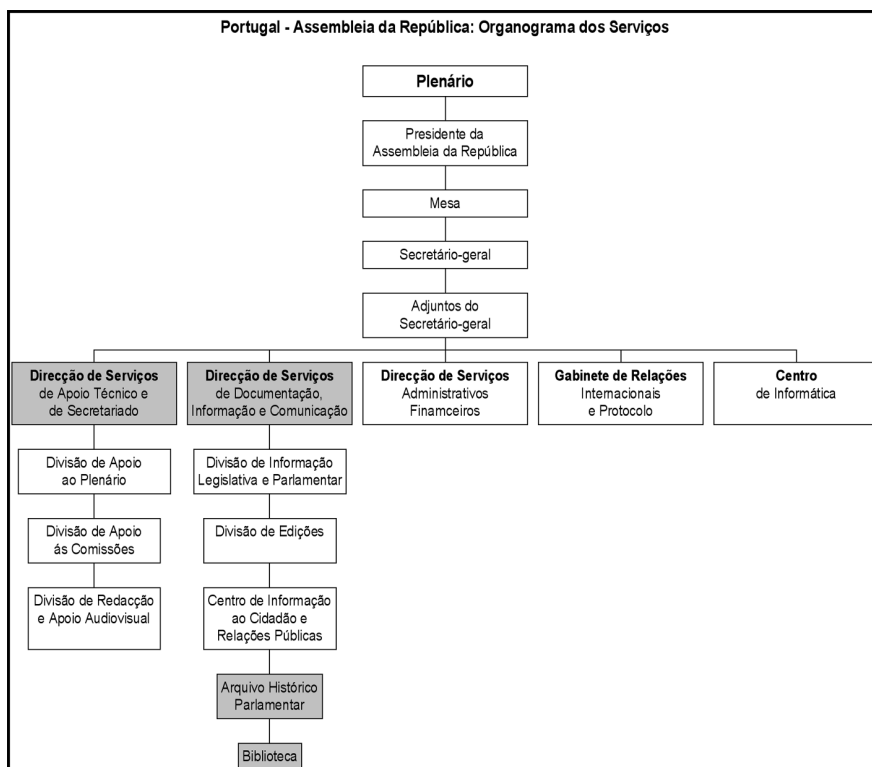 Portugal - Assembleia da República: Organograma dos Serviços
Plenário
Presidente da
Assembleia da República
Mesa
Secretário-geral
Adjuntos do
Secretário-geral
Direcção de Serviços
de Apoio Técnico e
de Secretariado
Direcção de Serviços
de Documentação,
Informação e Comunicação
Direcção de Serviços
Administrativos
Finamceiros
Gabinete de Relações
Internacionais
e Protocolo
Centro
de Informática
Divisão de Apoio
ao Plenário
Divisão de Apoio
ás Comissões
Divisão de Redacção
e Apoio Audiovisual
Divisão de Informação
Legislativa e Parlamentar
Divisão de Edições
Centro de Informação
ao Cidadão e
Relações Públicas
Arquivo Histórico
Parlamentar
Biblioteca